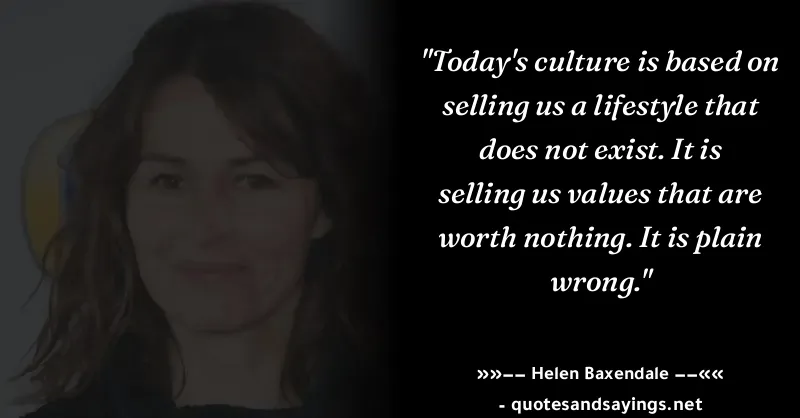 "Today's culture is based on
selling us a lifestyle that
does not exist. It is
selling us values that are
worth nothing. It is plain
wrong."
»»−− Helen Baxendale −−««
- quotesandsayings.net